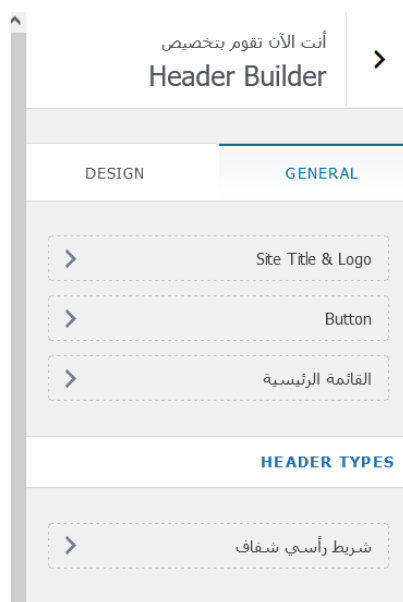 أنت الآن تقوم بتخصيص
Header Builder
GENERAL
DESIGN
Site Title & Logo
Button
القائمة الرئيسية
HEADER TYPES
شريط رأسي شفاف